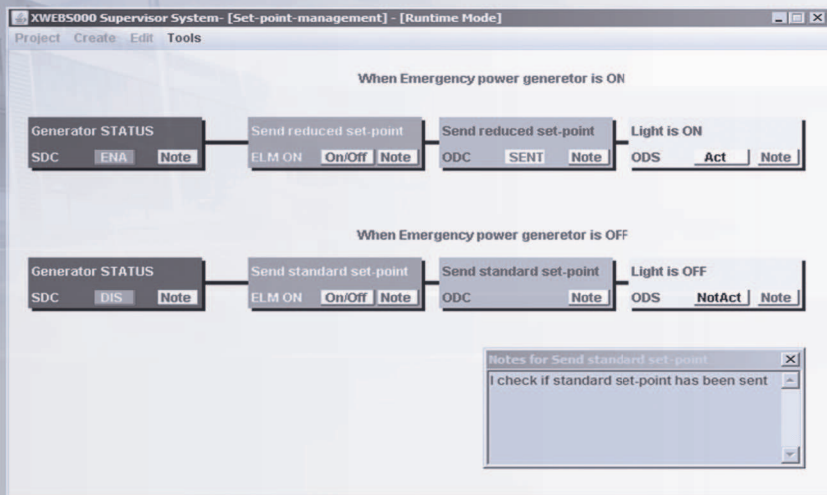 XWEBS000 Supervisor System- [Set-point-management] - [Runtime Mode]
Project Create Edit Tools
When Emergency power generetor is ON
Generator STATUS
SDC ENA Note
Send reduced set-point
ELM ON On/Off Note
Send reduced set-point
ODC SENT Note
Light is ON
ODS Act Note
When Emergency power generetor is OFF
Generator STATUS
SDC DIS Note
Send standard set-point
ELM ON On/Off Note
Send standard set-point
ODC Note
Light is OFF
ODS NotAct Note
Notes for Send standard set-point
I check if standard set-point has been sent